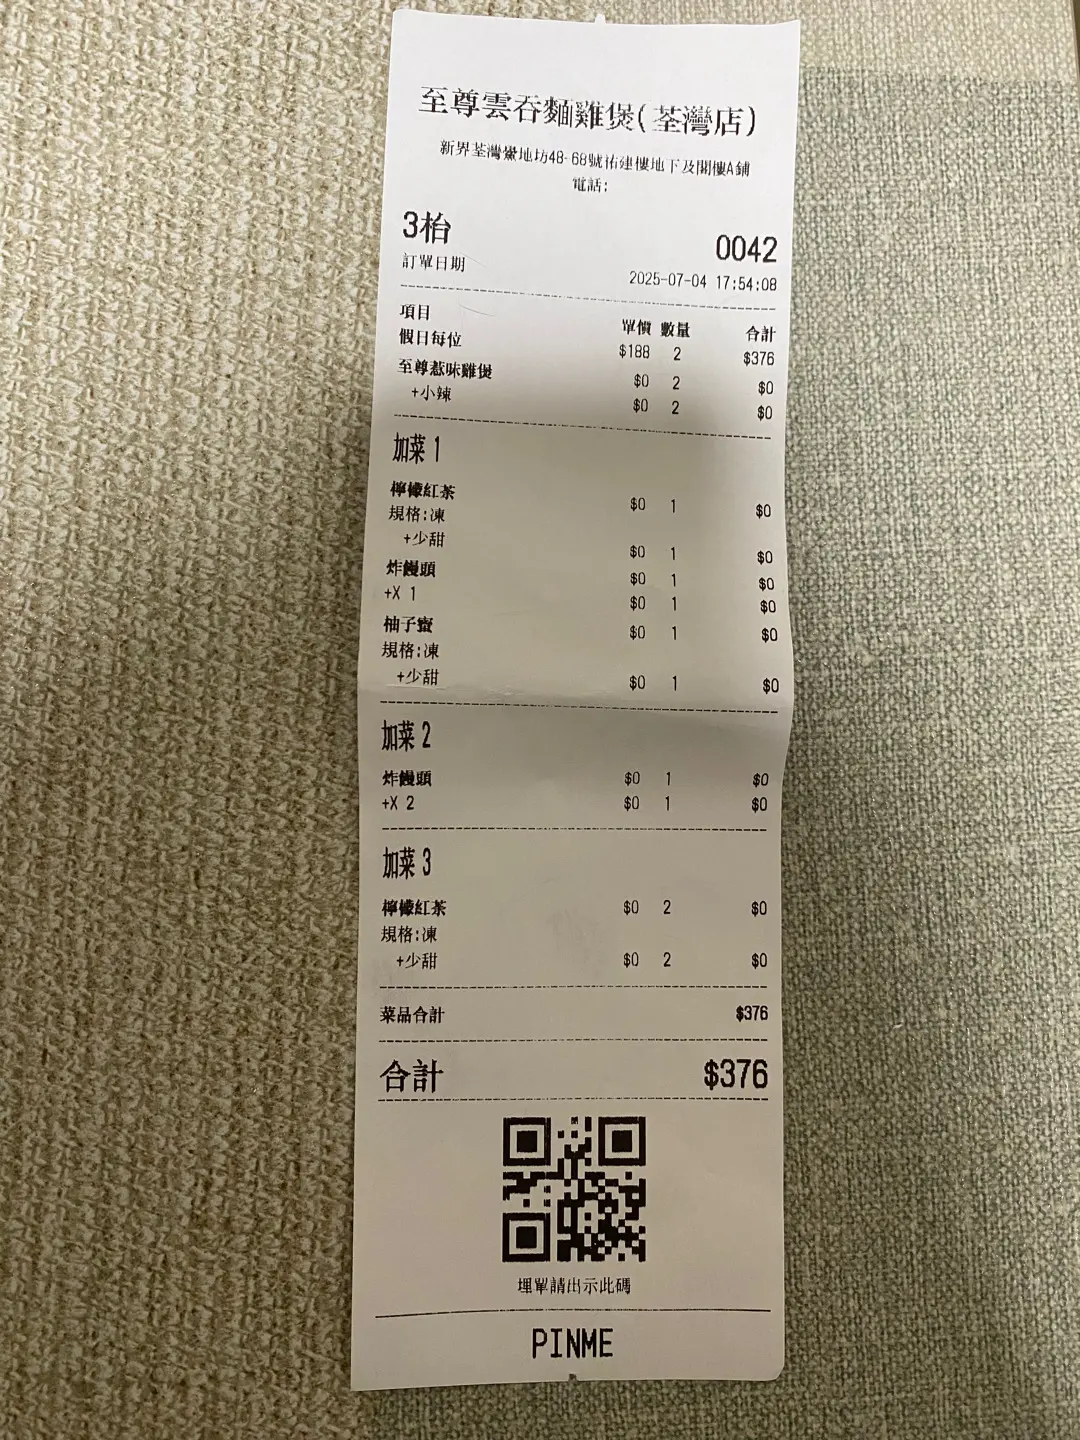 至尊雲吞麵雞煲(荃灣店)
新界荃灣鱟地坊48-68號祐建樓地下及閣樓A鋪
電話:
3枱 0042
訂單日期 2025-07-04 17:54:08
項目 單價 數量 合計
假日每位 $188 2 $376
至尊惹味雞煲 $0 2 $0
+小辣 $0 2 $0
加菜 1
檸檬紅茶 $0 1 $0
規格:凍
+少甜 $0 1 $0
炸饅頭 $0 1 $0
+X 1 $0 1 $0
柚子蜜 $0 1 $0
規格:凍
+少甜 $0 1 $0
加菜 2
炸饅頭 $0 1 $0
+X 2 $0 1 $0
加菜 3
檸檬紅茶 $0 2 $0
規格:凍
+少甜 $0 2 $0
菜品合計 $376
合計 $376
埋單請出示此碼
PINME